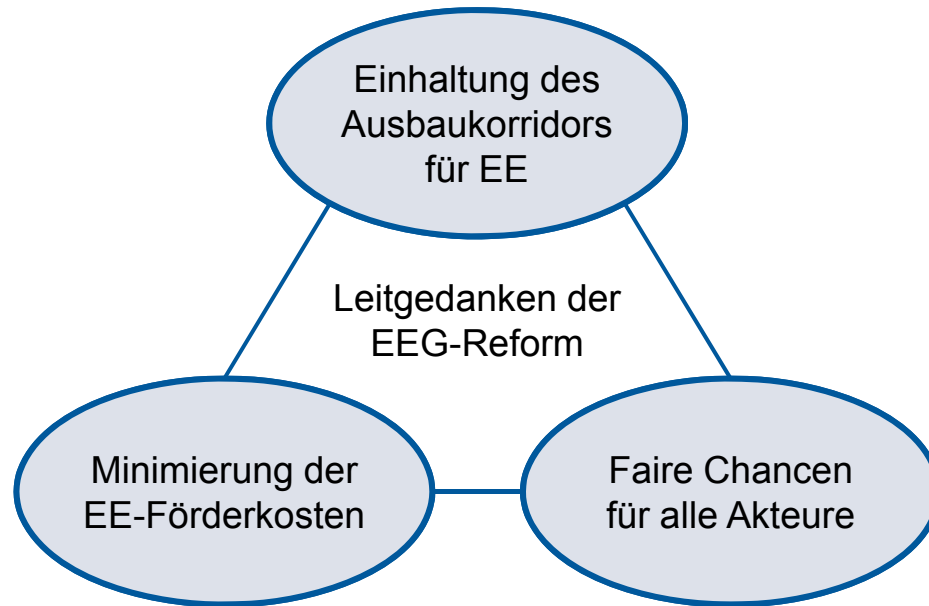 Einhaltung des
Ausbaukorridors
für EE
Leitgedanken der
EEG-Reform
Minimierung der
EE-Förderkosten
Faire Chancen
für alle Akteure